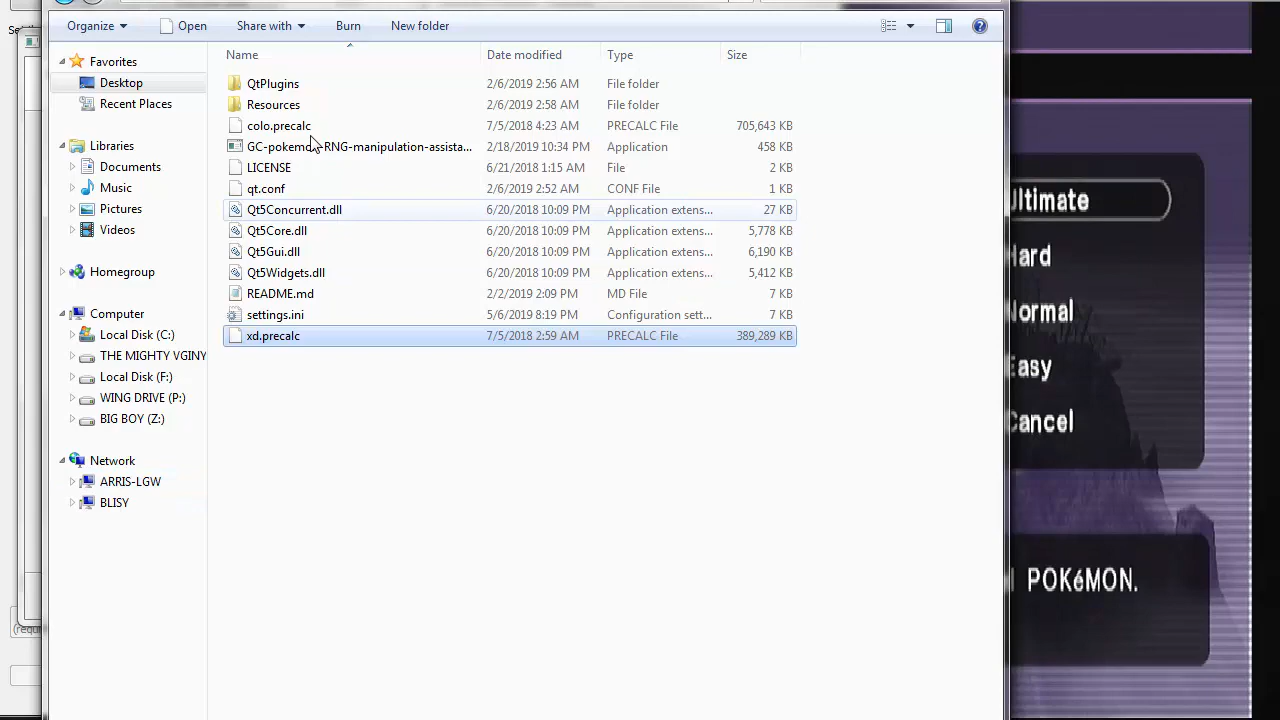 Organize Open Share with Burn New folder
Name Date modified Type Size
Favorites
Desktop
Recent Places
Libraries
Documents
Music
Pictures
Videos
Homegroup
Computer
Local Disk (C:)
THE MIGHTY VGINY
Local Disk (F:)
WING DRIVE (P:)
BIG BOY (Z:)
Network
ARRIS-LGW
BLISY
QtPlugins 2/6/2019 2:56 AM File folder
Resources 2/6/2019 2:58 AM File folder
colo.precalc 7/5/2018 4:23 AM PRECALC File 705,643 KB
GC-pokemon-RNG-manipulation-assista... 2/18/2019 10:34 PM Application 458 KB
LICENSE 6/21/2018 1:15 AM File 2 KB
qt.conf 2/6/2019 2:52 AM CONF File 1 KB
Qt5Concurrent.dll 6/20/2018 10:09 PM Application extens... 27 KB
Qt5Core.dll 6/20/2018 10:09 PM Application extens... 5,778 KB
Qt5Gui.dll 6/20/2018 10:09 PM Application extens... 6,190 KB
Qt5Widgets.dll 6/20/2018 10:09 PM Application extens... 5,412 KB
README.md 2/2/2019 2:09 PM MD File 7 KB
settings.ini 5/6/2019 8:19 PM Configuration sett... 7 KB
xd.precalc 7/5/2018 2:59 AM PRECALC File 389,289 KB
Ultimate
Hard
Normal
Easy
Cancel
POKéMON.